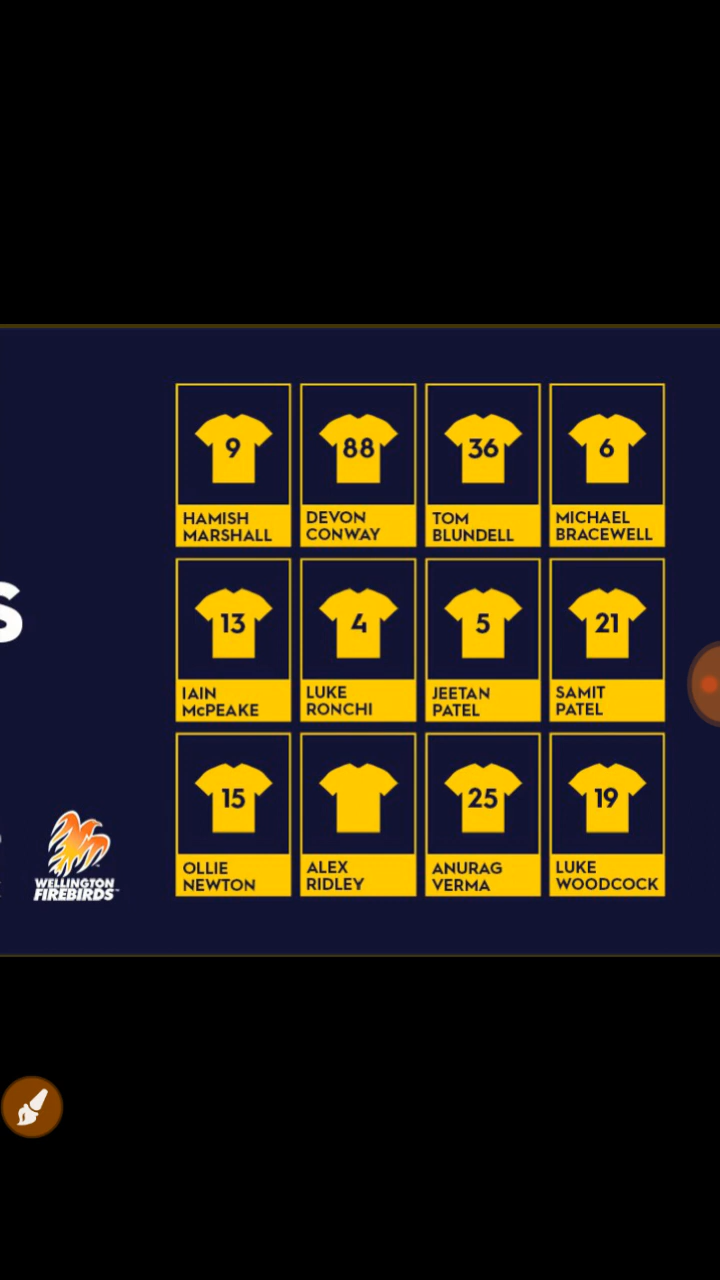 S
9
88
36
6
HAMISH
MARSHALL
DEVON
CONWAY
TOM
BLUNDELL
MICHAEL
BRACEWELL
13
4
5
21
IAIN
McPEAKE
LUKE
RONCHI
JEETAN
PATEL
SAMIT
PATEL
15
25
19
OLLIE
NEWTON
ALEX
RIDLEY
ANURAG
VERMA
LUKE
WOODCOCK
WELLINGTON
FIREBIRDS™